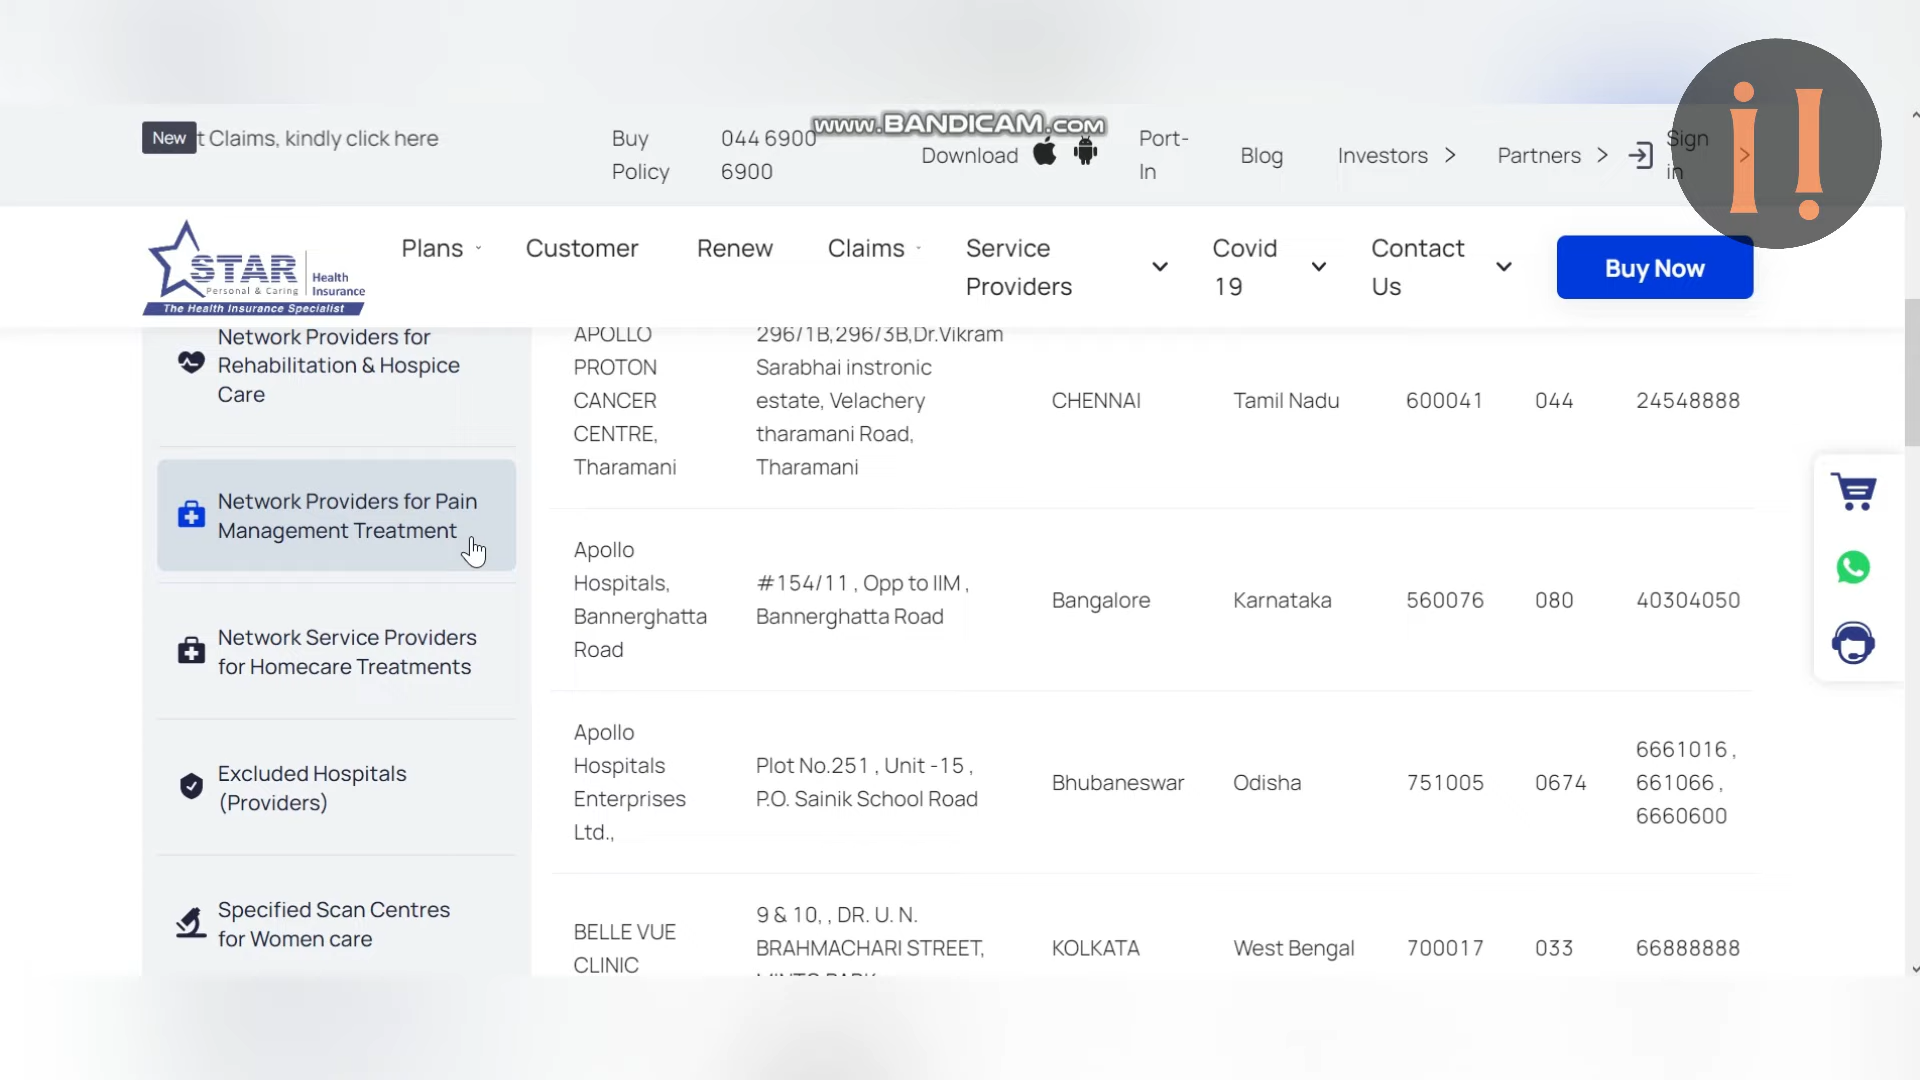 www.BANDICAM.com
New
t Claims, kindly click here
Buy
Policy
044 6900
6900
Download
Port-
In
Blog
Investors
Partners
Sign
in
STAR
Personal & Caring
Health
Insurance
The Health Insurance Specialist
Plans
Customer
Renew
Claims
Service
Providers
Covid
19
Contact
Us
Buy Now
Network Providers for
Rehabilitation & Hospice
Care
Network Providers for Pain
Management Treatment
Network Service Providers
for Homecare Treatments
Excluded Hospitals
(Providers)
Specified Scan Centres
for Women care
APOLLO
PROTON
CANCER
CENTRE,
Tharamani
296/1B,296/3B,Dr.Vikram
Sarabhai instronic
estate, Velachery
tharamani Road,
Tharamani
CHENNAI
Tamil Nadu
600041
044
24548888
Apollo
Hospitals,
Bannerghatta
Road
#154/11 , Opp to IIM ,
Bannerghatta Road
Bangalore
Karnataka
560076
080
40304050
Apollo
Hospitals
Enterprises
Ltd.,
Plot No.251 , Unit -15 ,
P.O. Sainik School Road
Bhubaneswar
Odisha
751005
0674
6661016 ,
661066 ,
6660600
BELLE VUE
CLINIC
9 & 10, , DR. U. N.
BRAHMACHARI STREET,
KOLKATA
West Bengal
700017
033
66888888